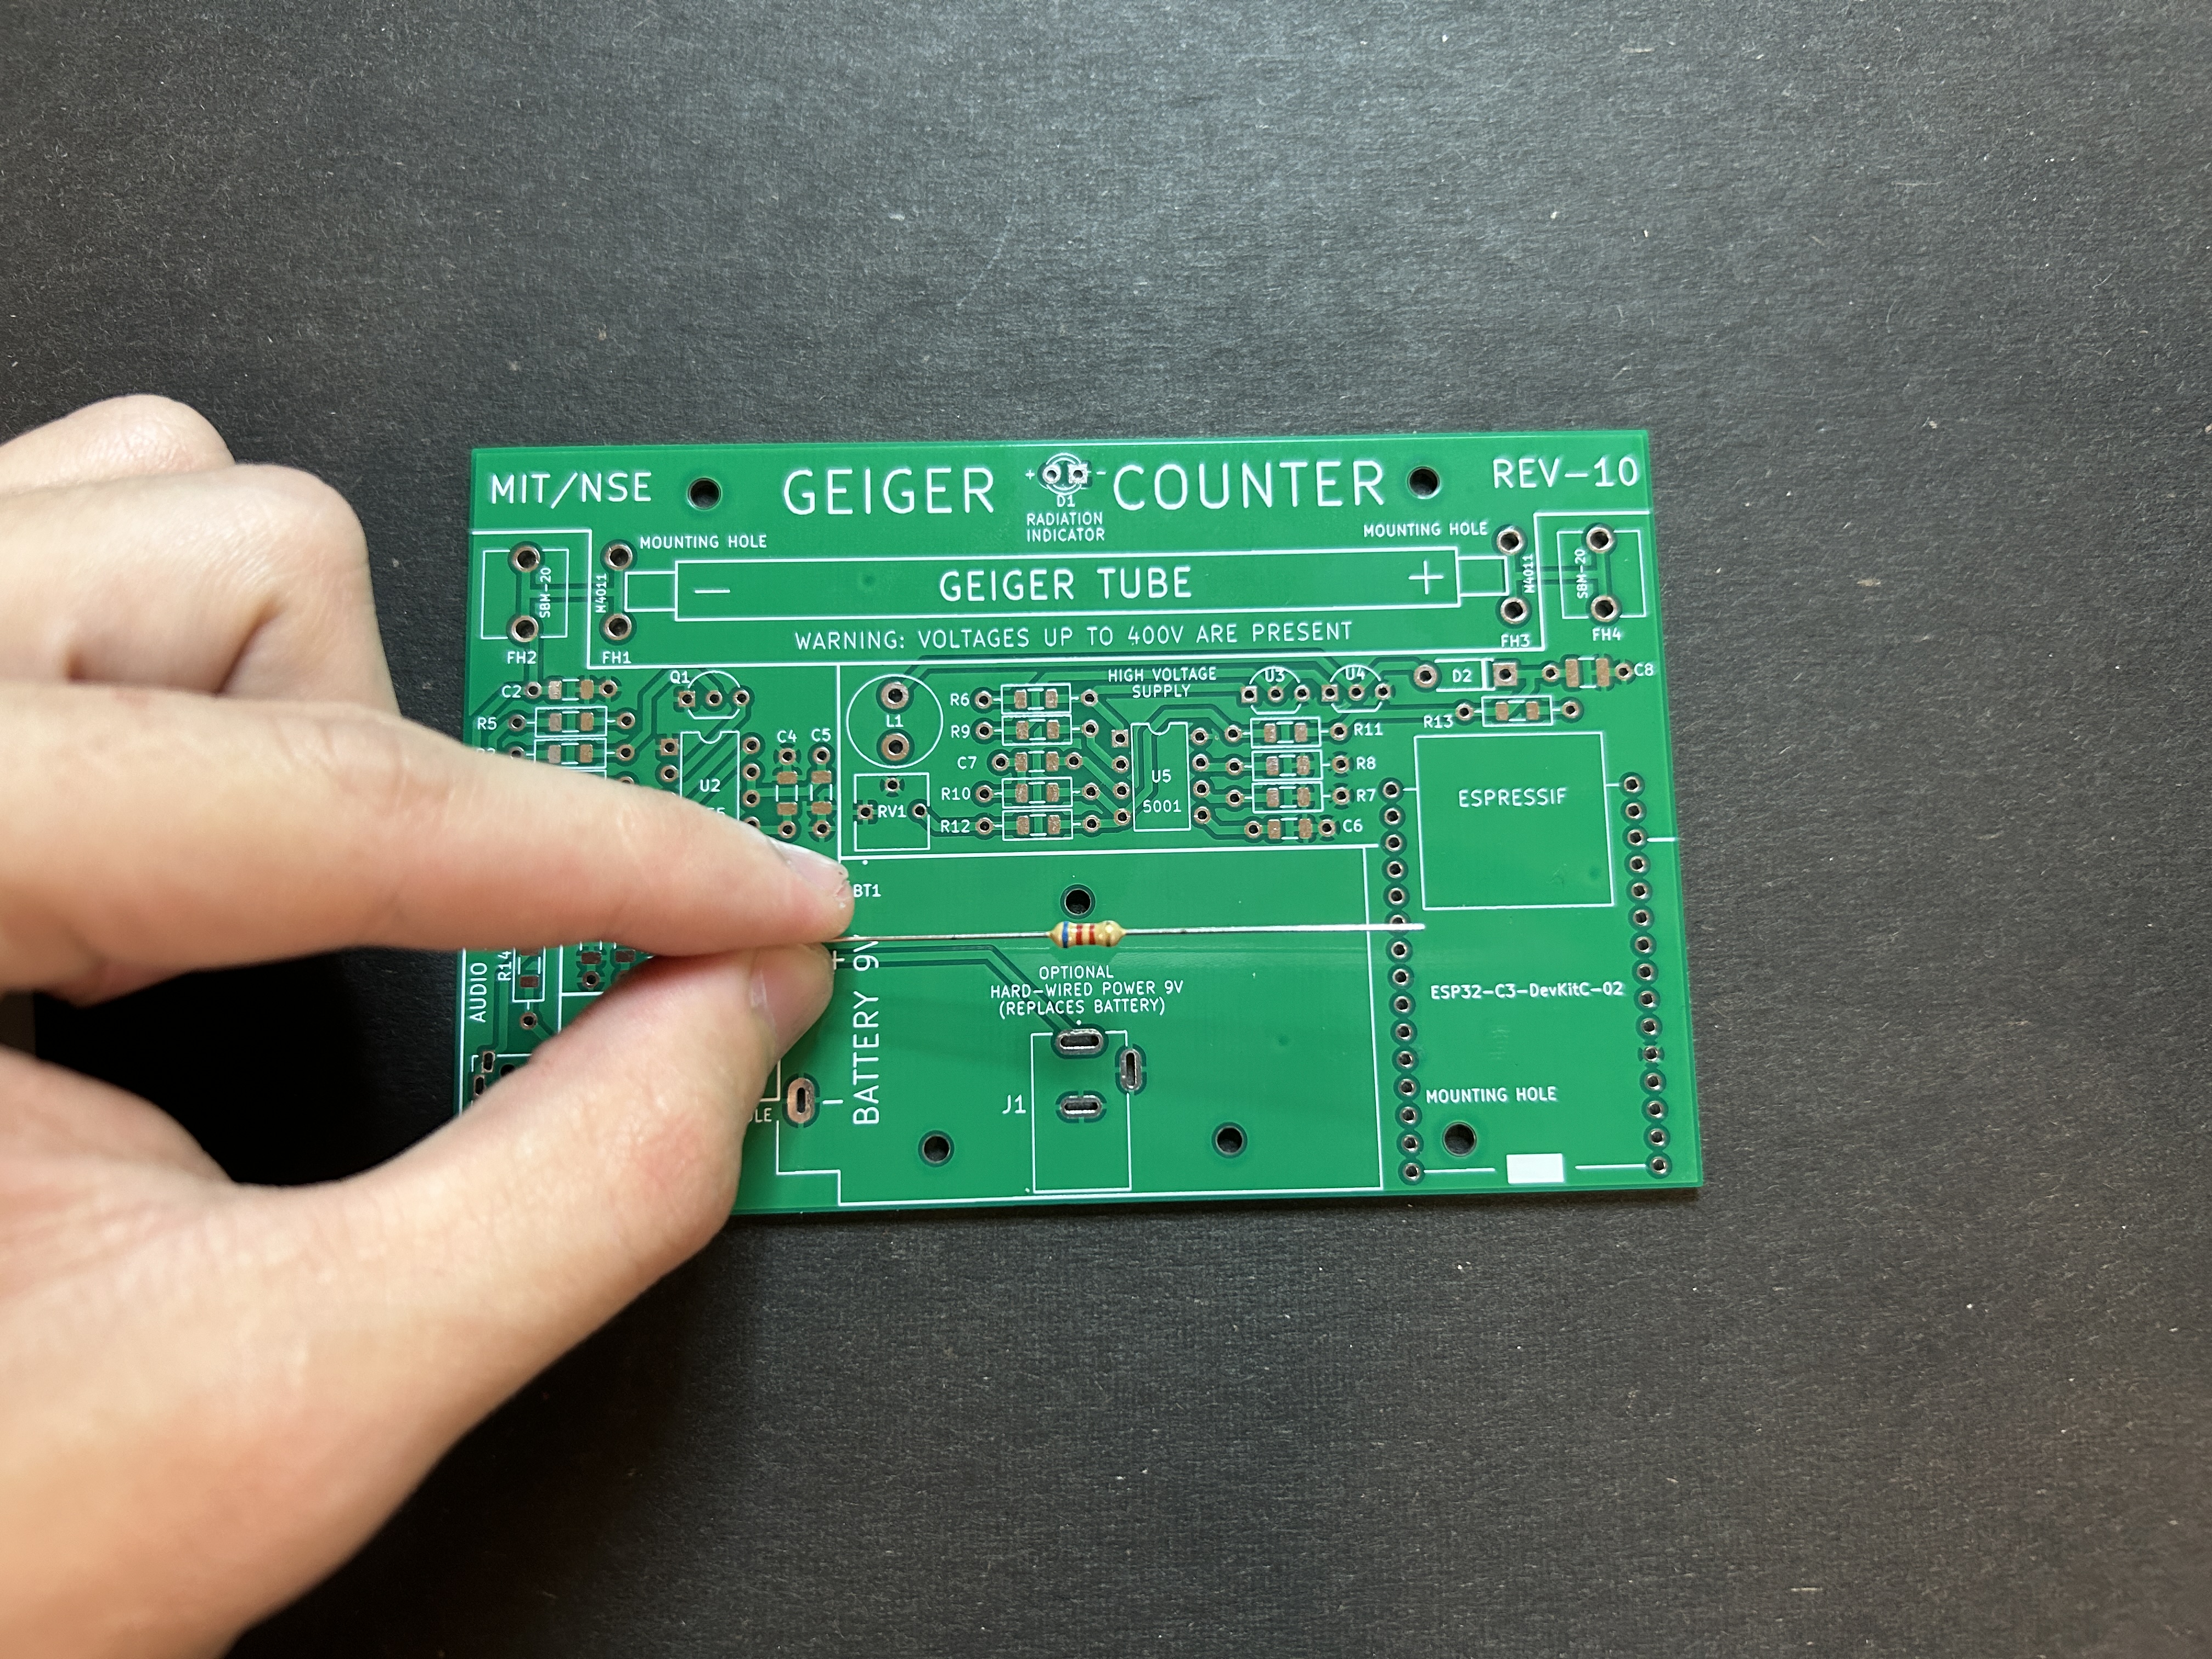 MIT/NSE GEIGER COUNTER REV-10
+ -
D1
RADIATION
INDICATOR
MOUNTING HOLE
MOUNTING HOLE
FH2
SBM-20
FH1
M4011
- GEIGER TUBE +
FH3
M4011
FH4
SBM-20
WARNING: VOLTAGES UP TO 400V ARE PRESENT
HIGH VOLTAGE
SUPPLY
R5
C2
Q1
U2
C4
C5
L1
RV1
R12
R10
C7
R9
R6
U5
5001
U3
U4
C6
R7
R8
R11
R13
D2
C8
AUDIO
R14
BT1
+
-
BATTERY 9V
OPTIONAL
HARD-WIRED POWER 9V
(REPLACES BATTERY)
J1
ESPRESSIF
ESP32-C3-DevKitC-02
MOUNTING HOLE